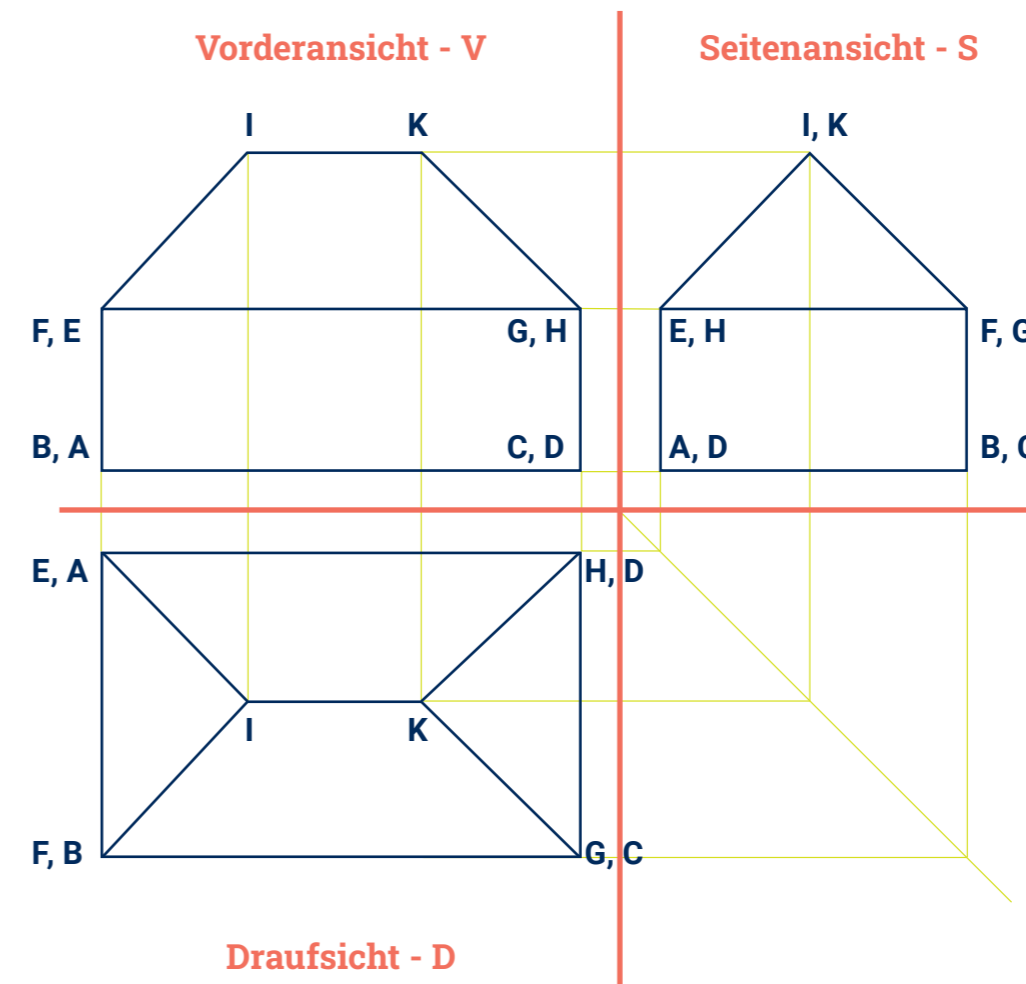 Vorderansicht - V
Seitenansicht - S
I
K
I, K
F, E
G, H
E, H
F, G
B, A
C, D
A, D
B, C
E, A
H, D
I
K
F, B
G, C
Draufsicht - D